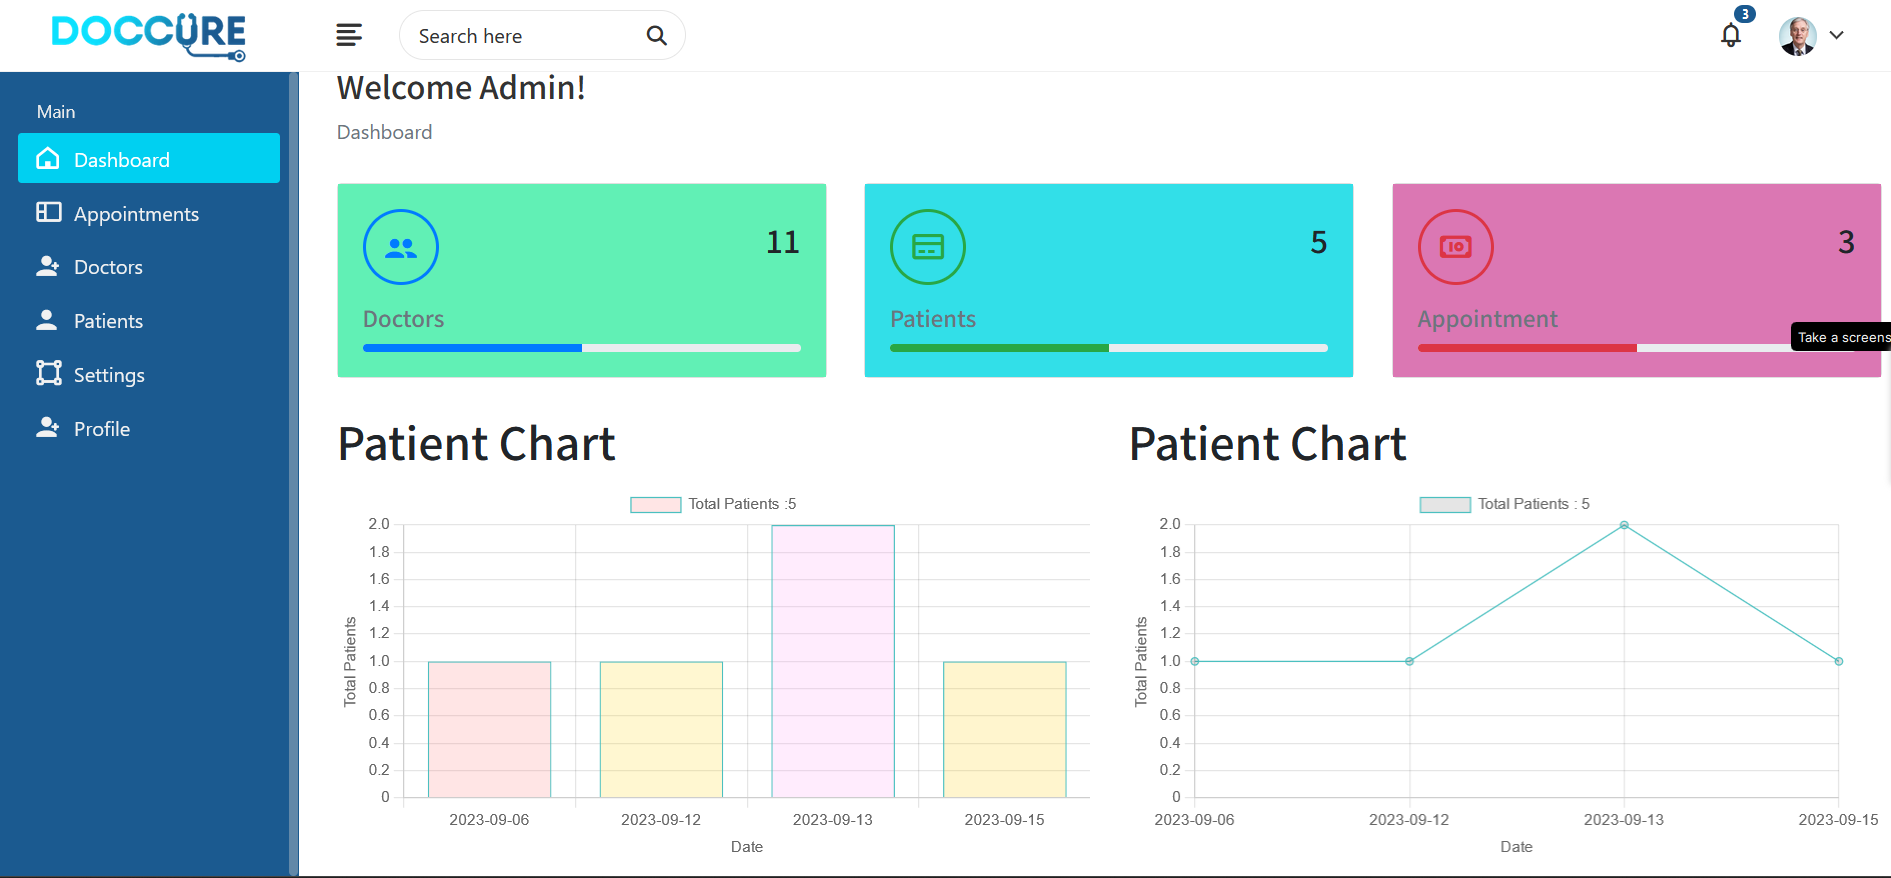 DOCCURE
Search here
3
Main
Dashboard
Appointments
Doctors
Patients
Settings
Profile
Welcome Admin!
Dashboard
11
Doctors
5
Patients
10
3
Appointment
Take a screens
Patient Chart
Total Patients :5
Total Patients
2.0
1.8
1.6
1.4
1.2
1.0
0.8
0.6
0.4
0.2
0
2023-09-06 2023-09-12 2023-09-13 2023-09-15
Date
Patient Chart
Total Patients : 5
Total Patients
2.0
1.8
1.6
1.4
1.2
1.0
0.8
0.6
0.4
0.2
0
2023-09-06 2023-09-12 2023-09-13 2023-09-15
Date